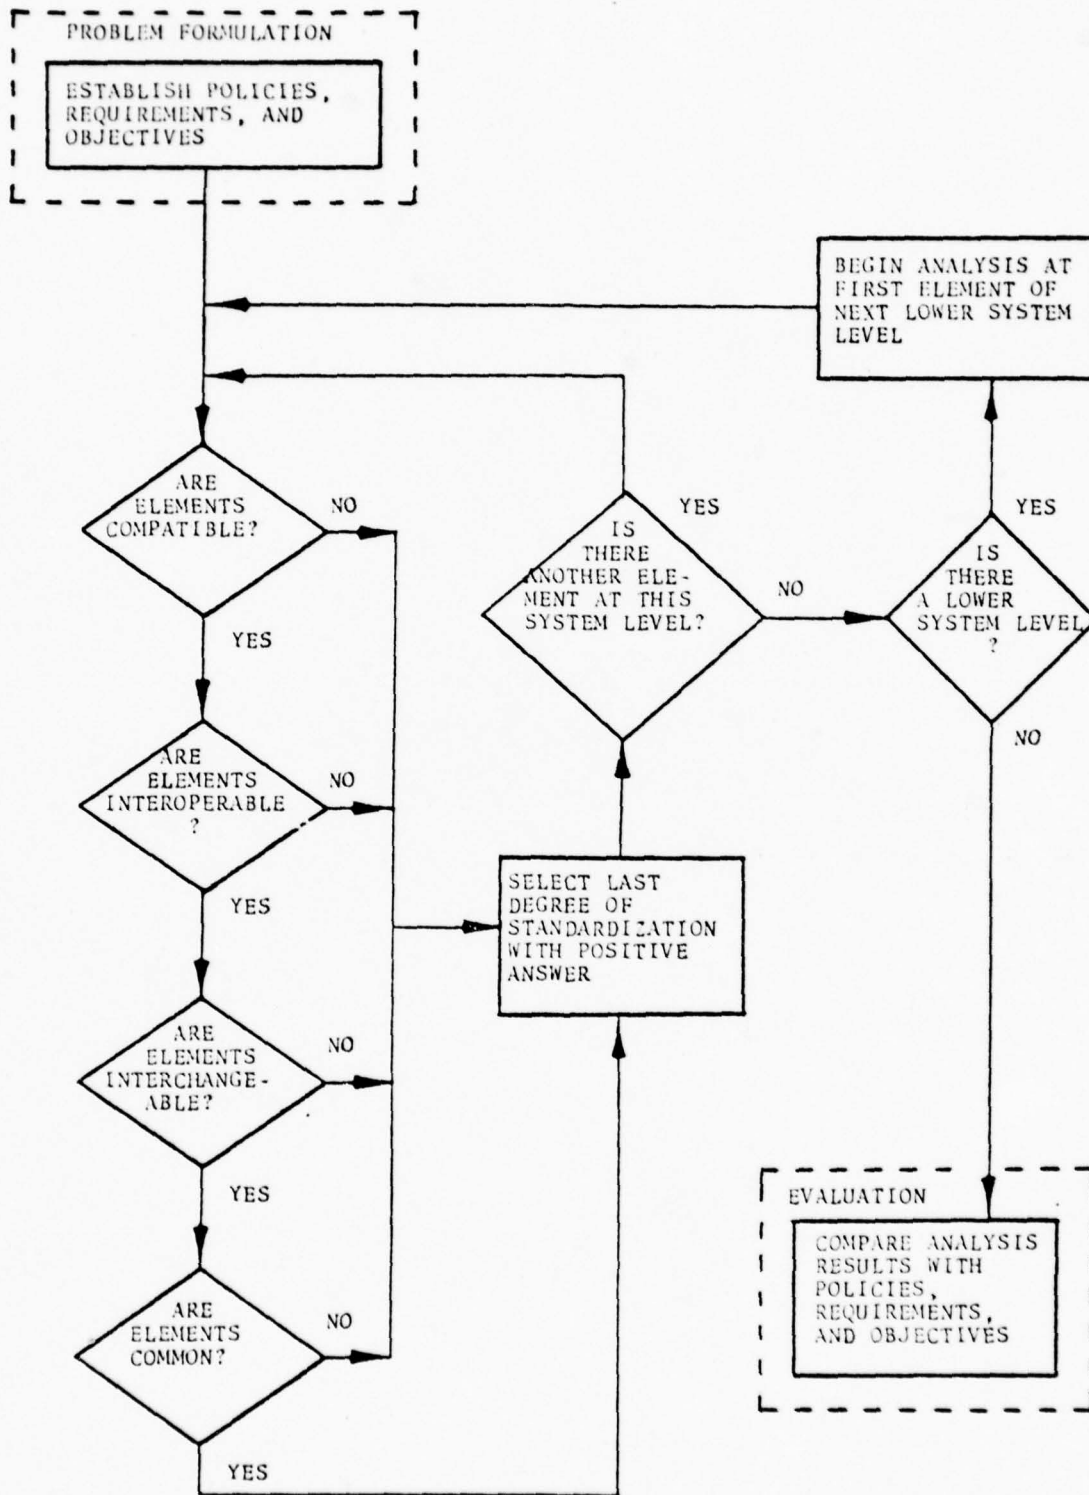 PROBLEM FORMULATION
ESTABLISH POLICIES,
REQUIREMENTS, AND
OBJECTIVES
BEGIN ANALYSIS AT
FIRST ELEMENT OF
NEXT LOWER SYSTEM
LEVEL
ARE
ELEMENTS
COMPATIBLE?
NO
YES
ARE
ELEMENTS
INTEROPERABLE
?
NO
YES
ARE
ELEMENTS
INTERCHANGE-
ABLE?
NO
YES
ARE
ELEMENTS
COMMON?
NO
YES
SELECT LAST
DEGREE OF
STANDARDIZATION
WITH POSITIVE
ANSWER
IS
THERE
ANOTHER ELE-
MENT AT THIS
SYSTEM LEVEL?
YES
NO
IS
THERE
A LOWER
SYSTEM LEVEL
?
YES
NO
EVALUATION
COMPARE ANALYSIS
RESULTS WITH
POLICIES,
REQUIREMENTS,
AND OBJECTIVES